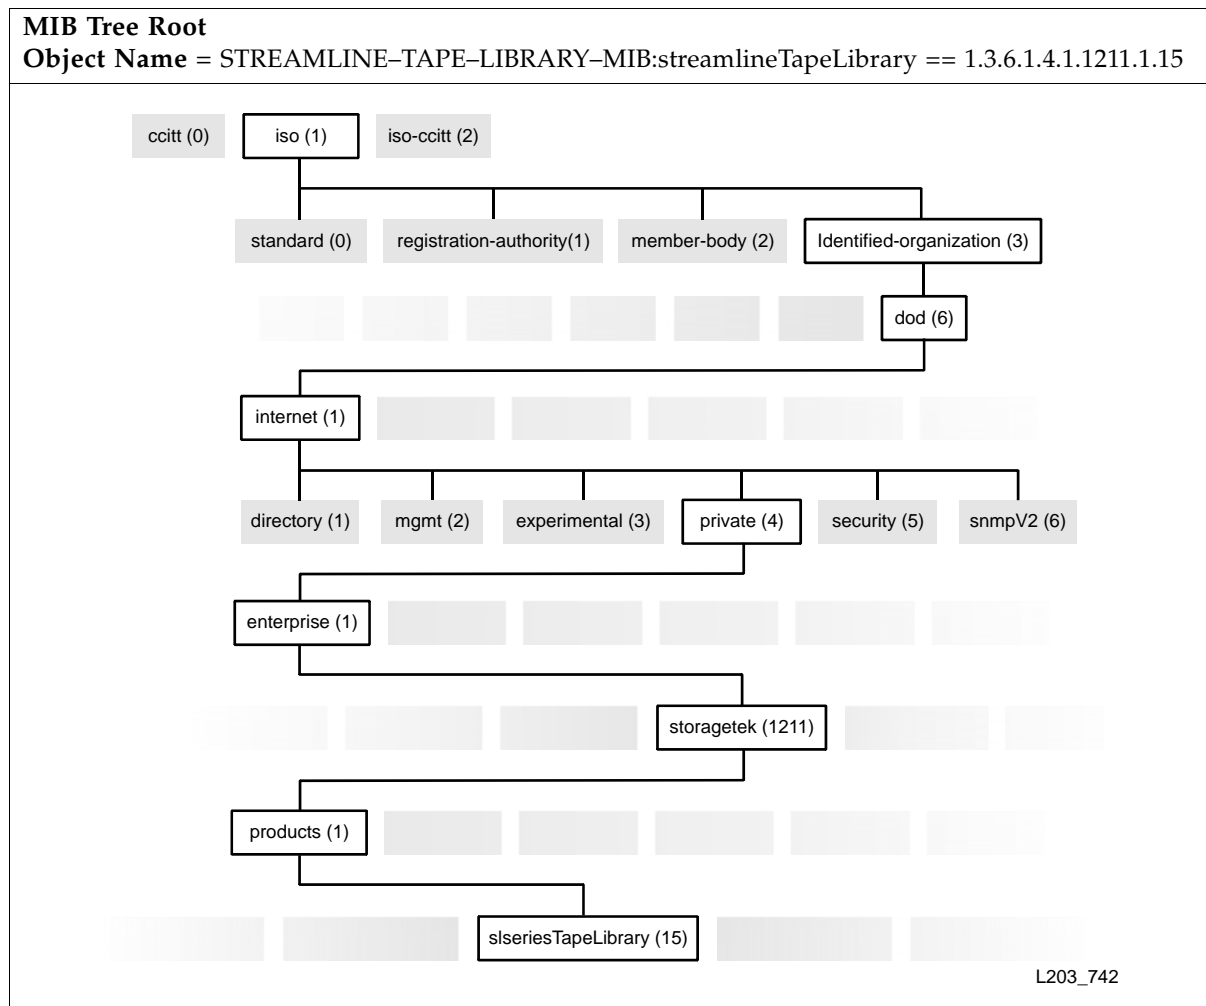 MIB Tree Root
Object Name = STREAMLINE–TAPE–LIBRARY–MIB:streamlineTapeLibrary == 1.3.6.1.4.1.1211.1.15
ccitt (0) iso (1) iso-ccitt (2)
standard (0) registration-authority(1) member-body (2) Identified-organization (3)
dod (6)
internet (1)
directory (1) mgmt (2) experimental (3) private (4) security (5) snmpV2 (6)
enterprise (1)
storagetek (1211)
products (1)
slseriesTapeLibrary (15)
L203_742